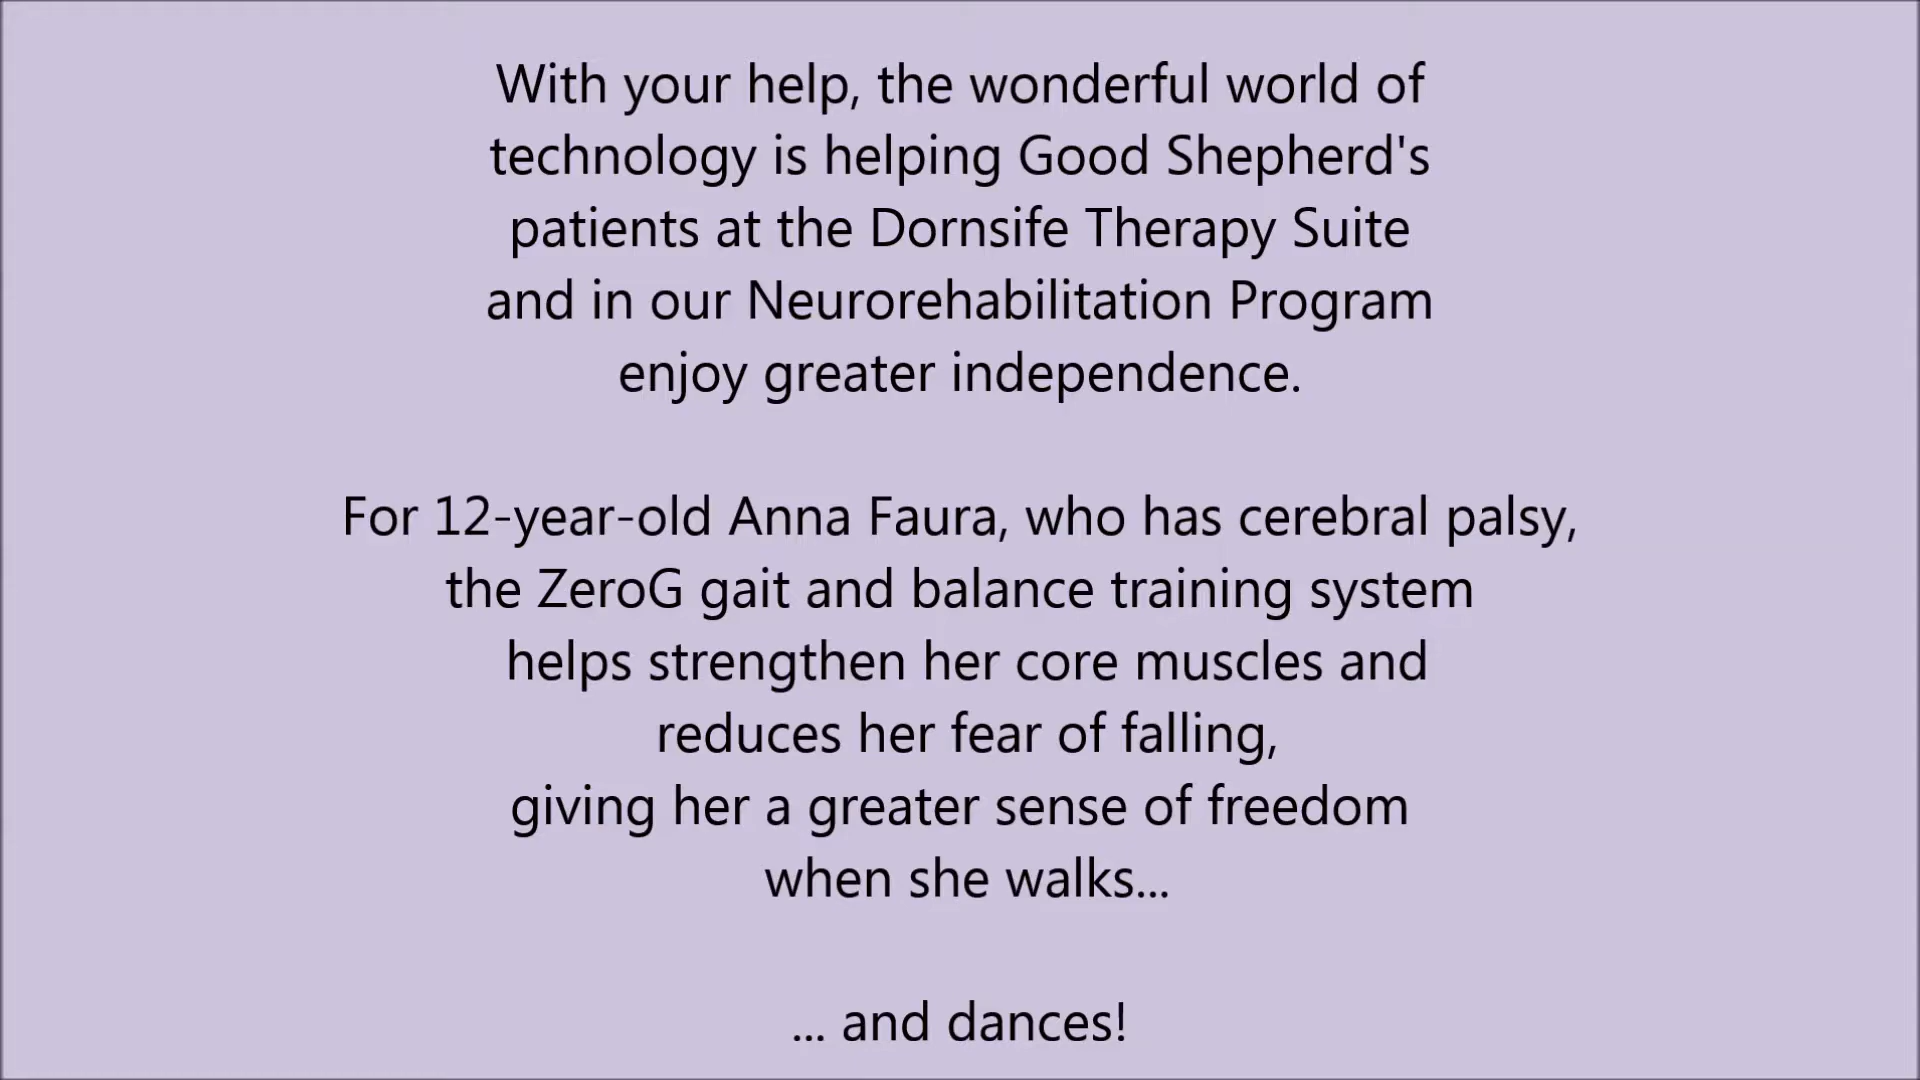 With your help, the wonderful world of
technology is helping Good Shepherd's
patients at the Dornsife Therapy Suite
and in our Neurorehabilitation Program
enjoy greater independence.
For 12-year-old Anna Faura, who has cerebral palsy,
the ZeroG gait and balance training system
helps strengthen her core muscles and
reduces her fear of falling,
giving her a greater sense of freedom
when she walks...
... and dances!